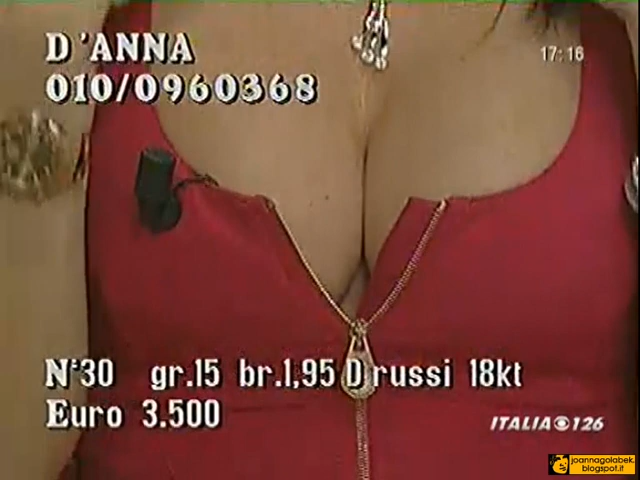 D'ANNA
17:16
010/0960368
N°30 gr.15 br.1,95 D russi 18kt
Euro 3.500
ITALIA 126
joannagolabek.
blogspot.it